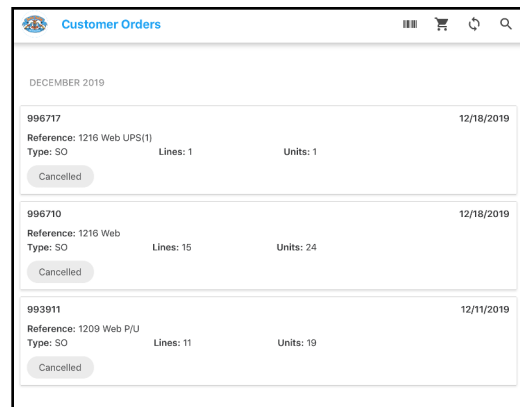 Customer Orders
DECEMBER 2019
996717 12/18/2019
Reference: 1216 Web UPS(1)
Type: SO Lines: 1 Units: 1
Cancelled
996710 12/18/2019
Reference: 1216 Web
Type: SO Lines: 15 Units: 24
Cancelled
993911 12/11/2019
Reference: 1209 Web P/U
Type: SO Lines: 11 Units: 19
Cancelled